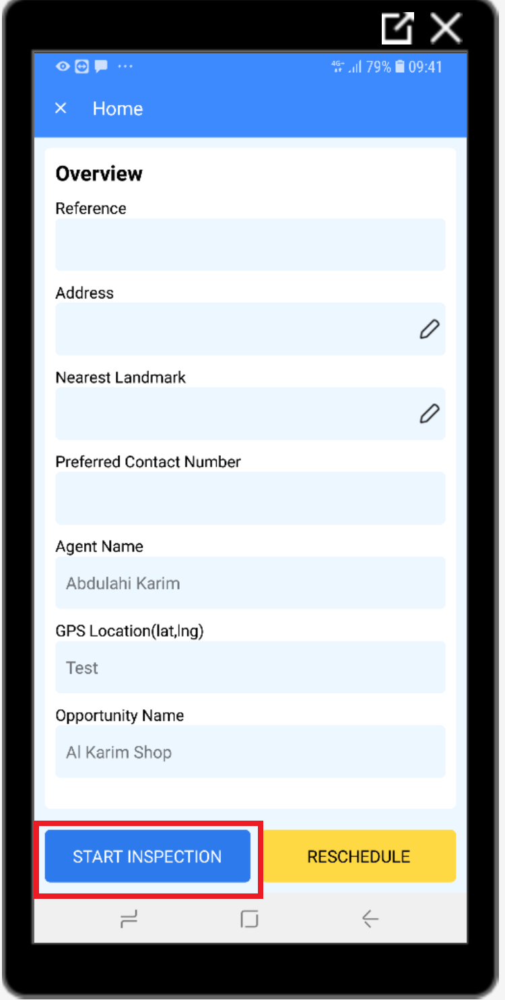 4G+ 79% 09:41
Home
Overview
Reference
Address
Nearest Landmark
Preferred Contact Number
Agent Name
Abdulahi Karim
GPS Location(lat,lng)
Test
Opportunity Name
Al Karim Shop
START INSPECTION RESCHEDULE